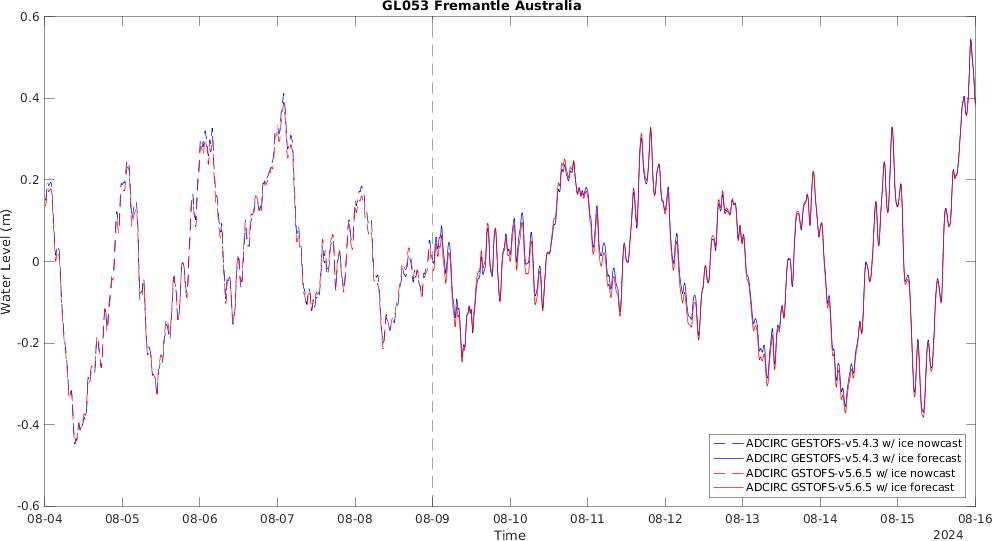 GL053 Fremantle Australia
0.6
0.4
0.2
0
-0.2
-0.4
-0.6
Water Level (m)
ADCIRC GESTOFS-v5.4.3 w/ ice nowcast
ADCIRC GESTOFS-v5.4.3 w/ ice forecast
ADCIRC GSTOFS-v5.6.5 w/ ice nowcast
ADCIRC GSTOFS-v5.6.5 w/ ice forecast
08-04 08-05 08-06 08-07 08-08 08-09 08-10 08-11 08-12 08-13 08-14 08-15 08-16
Time
2024